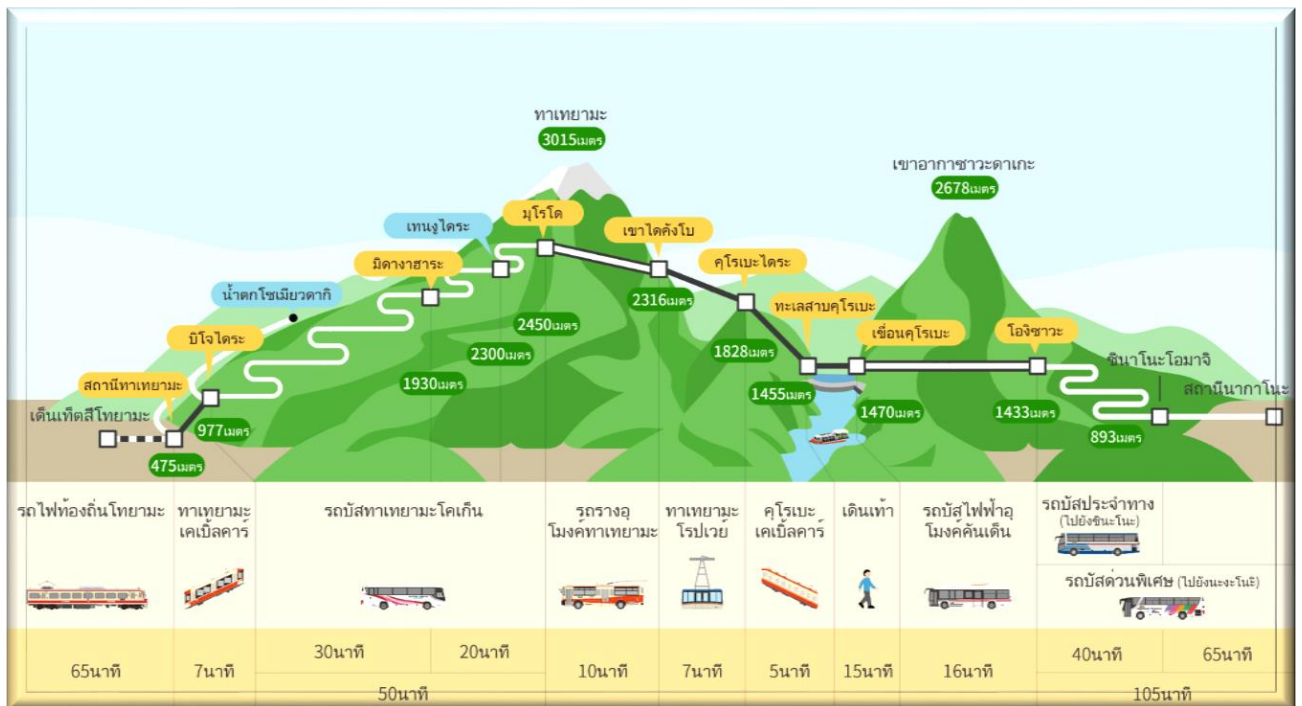 ทาเทยามะ
3015เมตร
เขาอากาซาวะดาเกะ
2678เมตร
มุโรโด
เทนงูไดระ
เขาไดคังโบ
มิดางาฮาระ
คุโรเบะไดระ
น้ำตกโชเมียวดากิ
2316เมตร
ทะเลสาบคุโรเบะ
2450เมตร
บิโจไดระ
เขื่อนคุโรเบะ
โองิซาวะ
2300เมตร
1828เมตร
ชินาโนะโอมาจิ
สถานีทาเทยามะ
1930เมตร
สถานีนากาโนะ
1455เมตร
เด็นเท็ตสึโทยามะ
1470เมตร
1433เมตร
977เมตร
893เมตร
475เมตร
รถไฟท้องถิ่นโทยามะ
ทาเทยามะ
เคเบิ้ลคาร์
รถบัสทาเทยามะโคเก็น
รถรางอุ
โมงค์ทาเทยามะ
ทาเทยามะ
โรปเวย์
คุโรเบะ
เคเบิ้ลคาร์
เดินเท้า
รถบัสไฟฟ้าอุ
โมงค์คันเด็น
รถบัสประจำทาง
(ไปยังชินะโนะ)
รถบัสด่วนพิเศษ (ไปยังนะงะโนะ)
65นาที
7นาที
30นาที
20นาที
50นาที
10นาที
7นาที
5นาที
15นาที
16นาที
40นาที
65นาที
105นาที